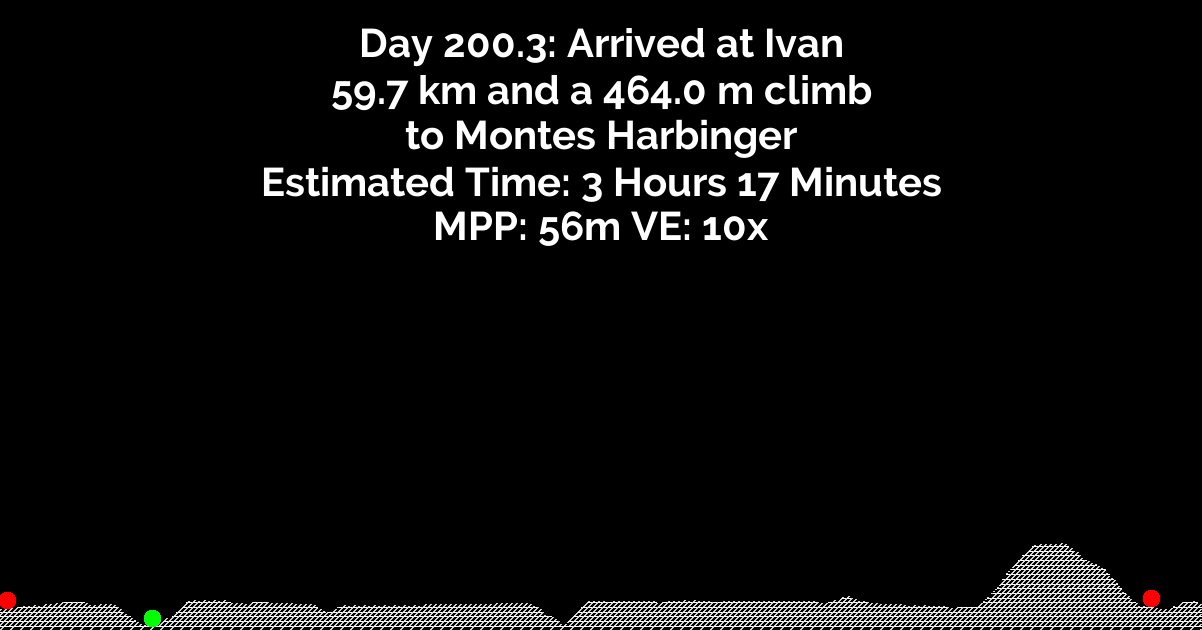 Day 200.3: Arrived at Ivan
59.7 km and a 464.0 m climb
to Montes Harbinger
Estimated Time: 3 Hours 17 Minutes
MPP: 56m VE: 10x